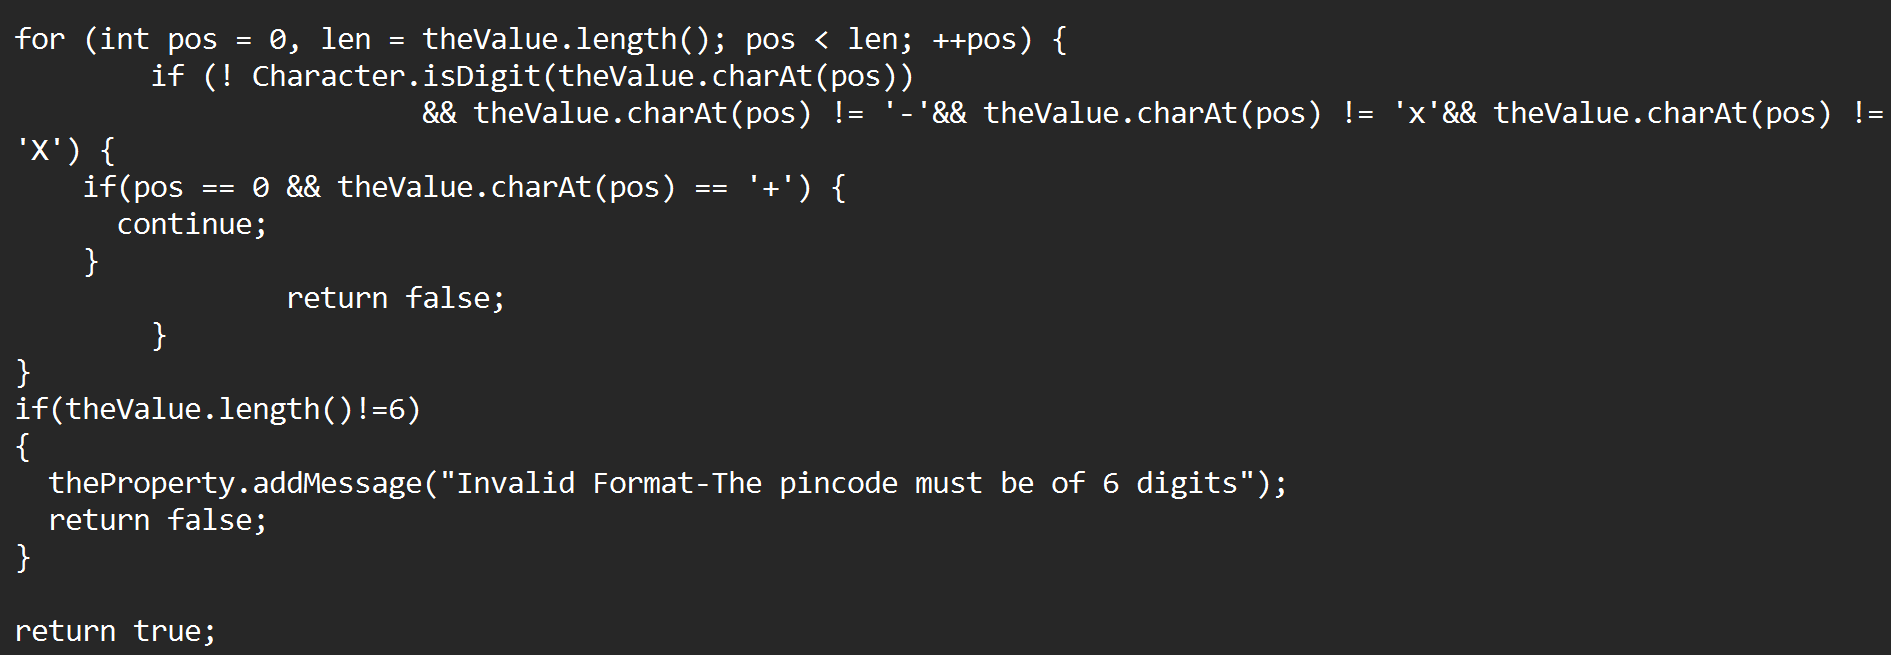 for (int pos = 0, len = theValue.length(); pos < len; ++pos) {
        if (! Character.isDigit(theValue.charAt(pos))
                        && theValue.charAt(pos) != '-'&& theValue.charAt(pos) != 'x'&& theValue.charAt(pos) !=
'X') {
    if(pos == 0 && theValue.charAt(pos) == '+') {
      continue;
    }
                return false;
        }
}
if(theValue.length()!=6)
{
  theProperty.addMessage("Invalid Format-The pincode must be of 6 digits");
  return false;
}

return true;